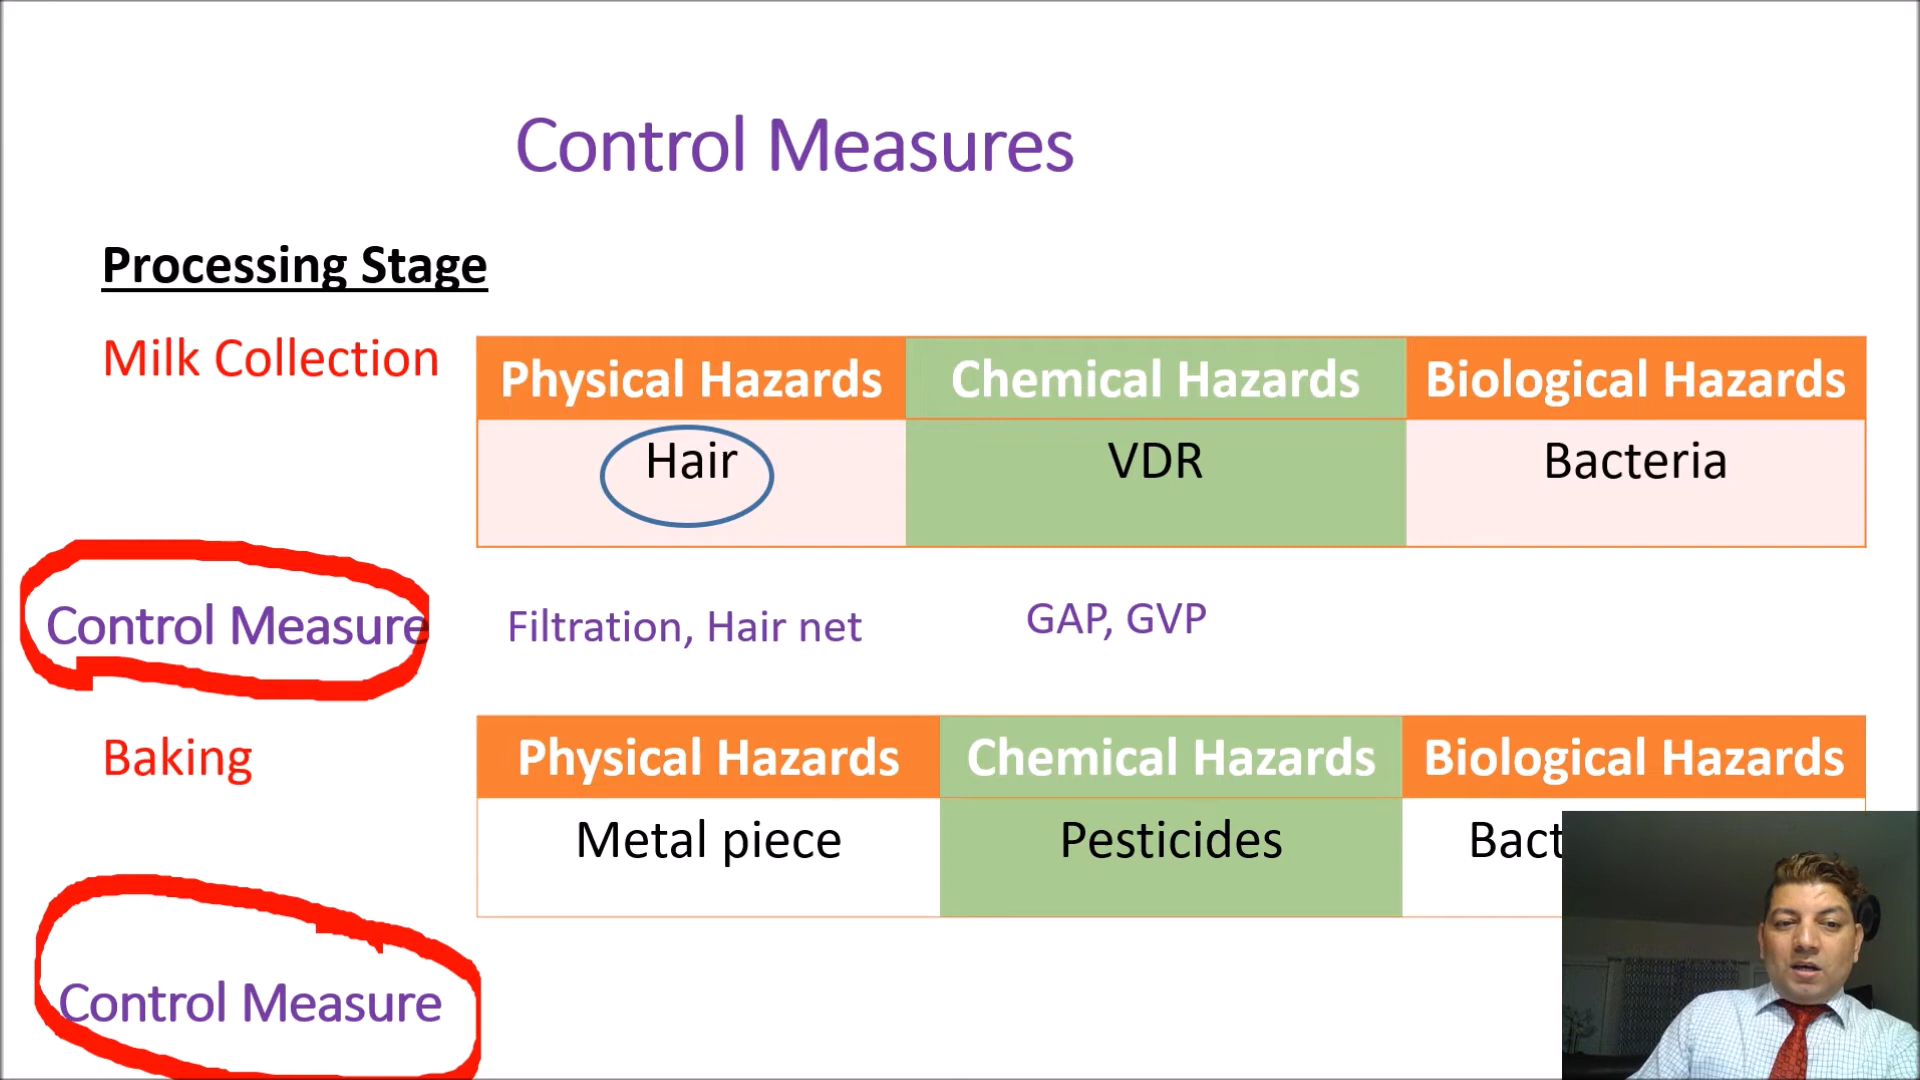 Control Measures
Processing Stage
Milk Collection
Physical Hazards Chemical Hazards Biological Hazards
Hair VDR Bacteria
Control Measure Filtration, Hair net GAP, GVP
Baking
Physical Hazards Chemical Hazards Biological Hazards
Metal piece Pesticides Bact
Control Measure